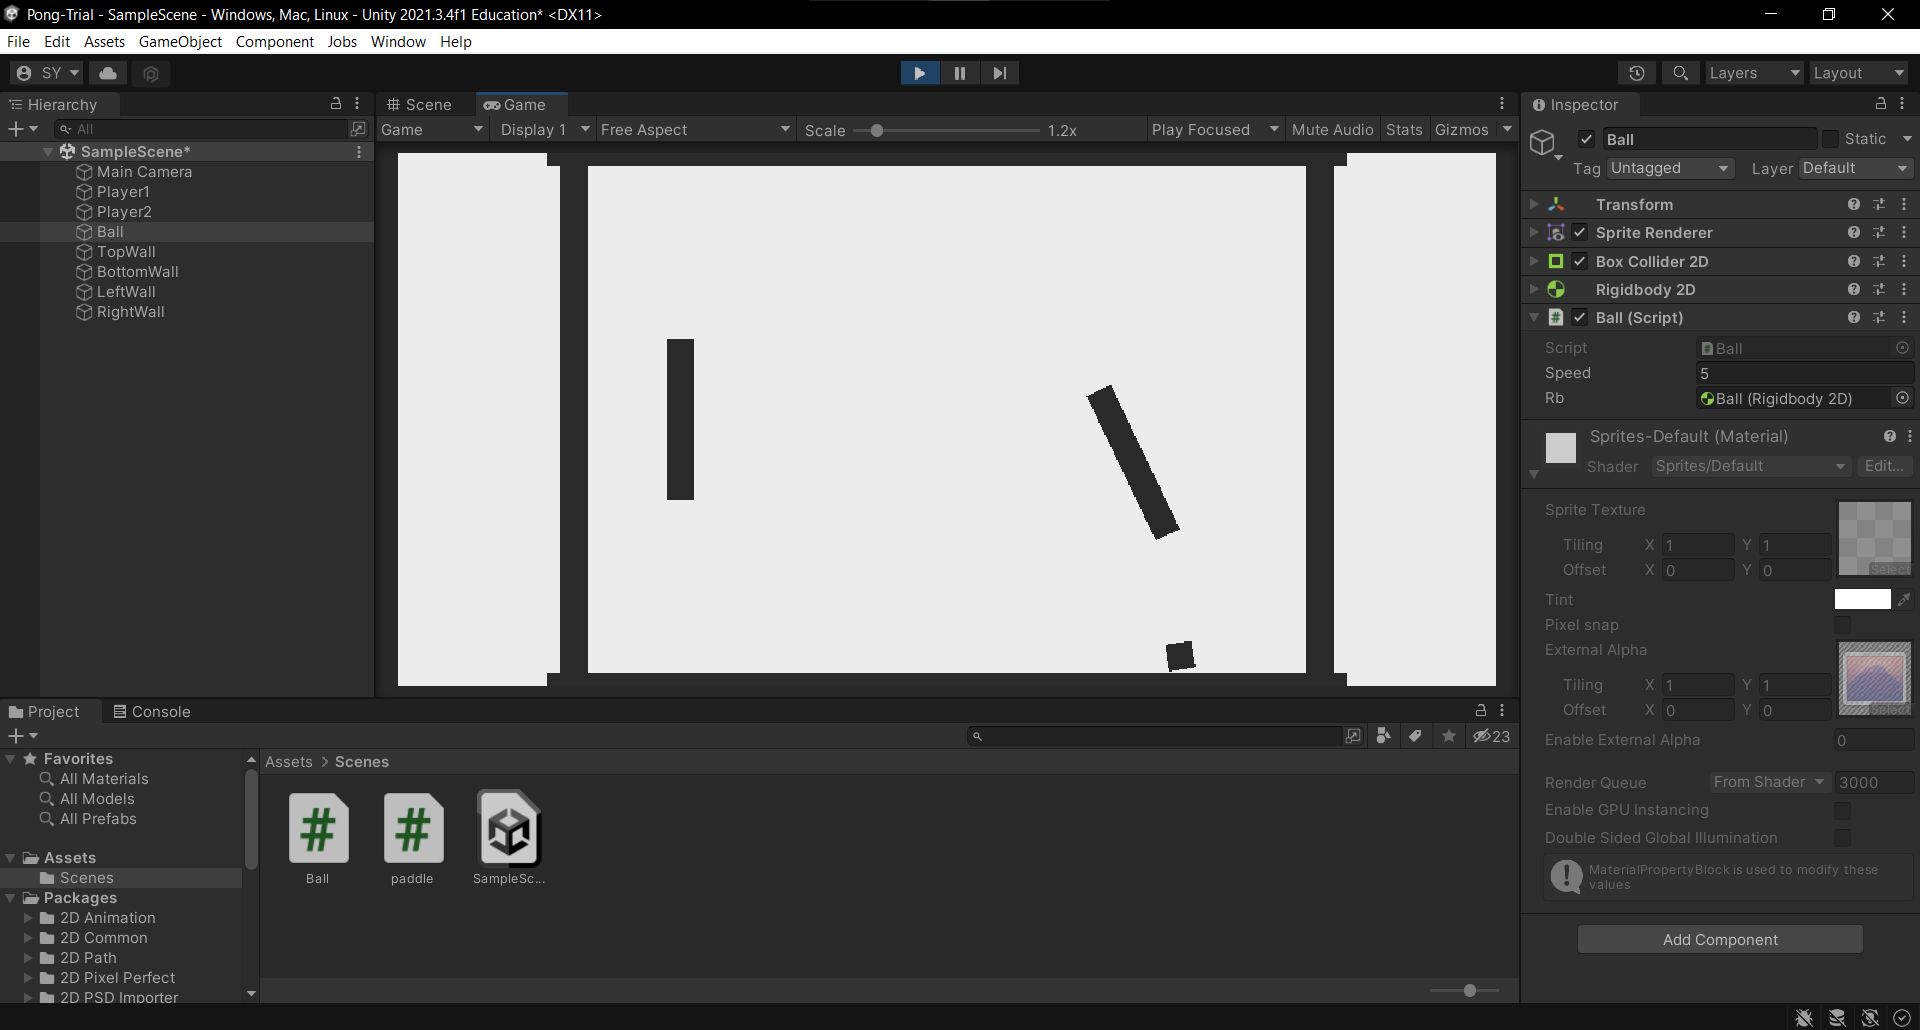 Pong-Trial - SampleScene - Windows, Mac, Linux - Unity 2021.3.4f1 Education* <DX11>
File Edit Assets GameObject Component Jobs Window Help
SY
Layers
Layout
Hierarchy
All
SampleScene*
Main Camera
Player1
Player2
Ball
TopWall
BottomWall
LeftWall
RightWall
Scene
Game
Game
Display 1
Free Aspect
Scale
1.2x
Play Focused
Mute Audio
Stats
Gizmos
Inspector
Ball
Static
Tag Untagged
Layer Default
Transform
Sprite Renderer
Box Collider 2D
Rigidbody 2D
Ball (Script)
Script Ball
Speed 5
Rb Ball (Rigidbody 2D)
Sprites-Default (Material)
Shader Sprites/Default Edit...
Sprite Texture
Tiling X 1 Y 1
Offset X 0 Y 0
Select
Tint
Pixel snap
External Alpha
Tiling X 1 Y 1
Offset X 0 Y 0
Select
Enable External Alpha 0
Render Queue From Shader 3000
Enable GPU Instancing
Double Sided Global Illumination
MaterialPropertyBlock is used to modify these
values
Add Component
Project
Console
23
Favorites
All Materials
All Models
All Prefabs
Assets
Scenes
Packages
2D Animation
2D Common
2D Path
2D Pixel Perfect
2D PSD Importer
Assets > Scenes
Ball
paddle
SampleSc...